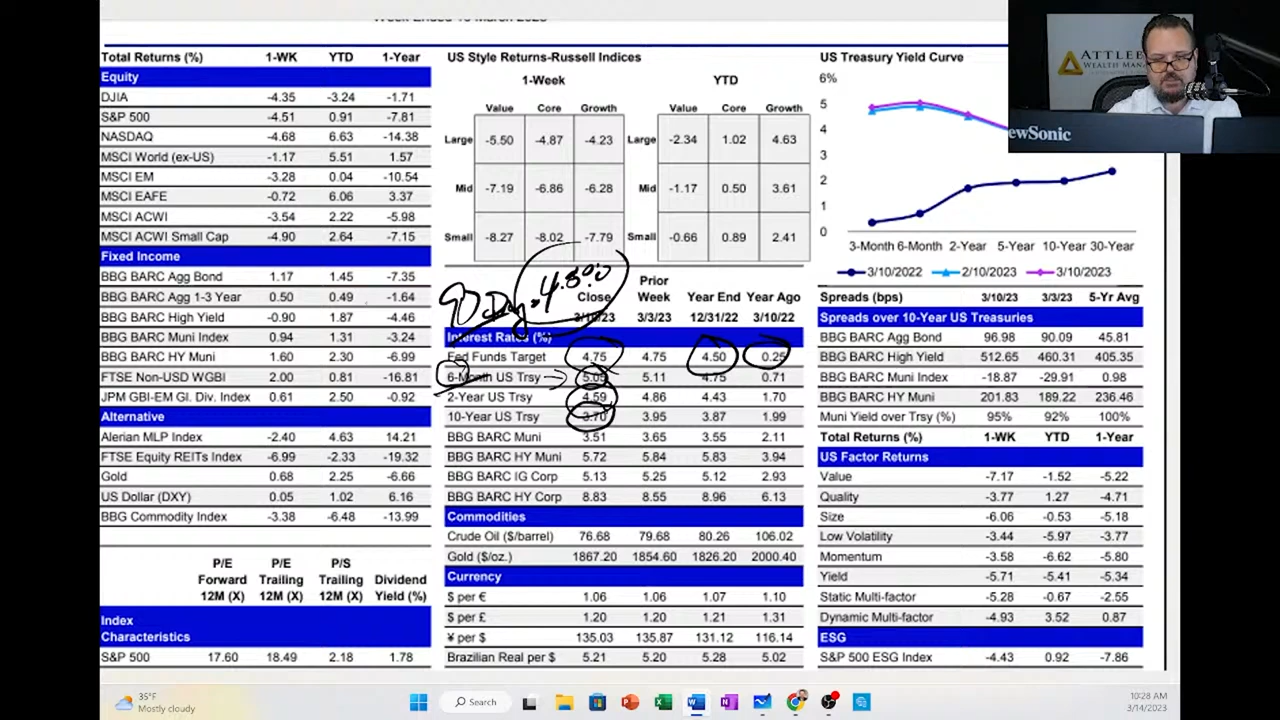 Total Returns (%) 1-WK YTD 1-Year
Equity
DJIA -4.35 -3.24 -1.71
S&P 500 -4.51 0.91 -7.81
NASDAQ -4.68 6.63 -14.38
MSCI World (ex-US) -1.17 5.51 1.57
MSCI EM -3.28 0.04 -10.54
MSCI EAFE -0.72 6.06 3.37
MSCI ACWI -3.54 2.22 -5.98
MSCI ACWI Small Cap -4.90 2.64 -7.15
Fixed Income
BBG BARC Agg Bond 1.17 1.45 -7.35
BBG BARC Agg 1-3 Year 0.50 0.49 -1.64
BBG BARC High Yield -0.90 1.87 -4.46
BBG BARC Muni Index 0.94 1.31 -3.24
BBG BARC HY Muni 1.60 2.30 -6.99
FTSE Non-USD WGBI 2.00 0.81 -16.81
JPM GBI-EM Gl. Div. Index 0.61 2.50 -0.92
Alternative
Alerian MLP Index -2.40 4.63 14.21
FTSE Equity REITs Index -6.99 -2.33 -19.32
Gold 0.68 2.25 -6.66
US Dollar (DXY) 0.05 1.02 6.16
BBG Commodity Index -3.38 -6.48 -13.99
P/E P/E P/S
Forward Trailing Trailing Dividend
12M (X) 12M (X) 12M (X) Yield (%)
Index
Characteristics
S&P 500 17.60 18.49 2.18 1.78
US Style Returns-Russell Indices
1-Week YTD
Value Core Growth Value Core Growth
Large -5.50 -4.87 -4.23 Large -2.34 1.02 4.63
Mid -7.19 -6.86 -6.28 Mid -1.17 0.50 3.61
Small -8.27 -8.02 -7.79 Small -0.66 0.89 2.41
90 Day 4.800
Prior
Close Week Year End Year Ago
3/10/23 3/3/23 12/31/22 3/10/22
Interest Rates (%)
Fed Funds Target 4.75 4.75 4.50 0.25
6-Month US Trsy 5.05 5.11 4.75 0.71
2-Year US Trsy 4.59 4.86 4.43 1.70
10-Year US Trsy 3.70 3.95 3.87 1.99
BBG BARC Muni 3.51 3.65 3.55 2.11
BBG BARC HY Muni 5.72 5.84 5.83 3.94
BBG BARC IG Corp 5.13 5.25 5.12 2.93
BBG BARC HY Corp 8.83 8.55 8.96 6.13
Commodities
Crude Oil ($/barrel) 76.68 79.68 80.26 106.02
Gold ($/oz.) 1867.20 1854.60 1826.20 2000.40
Currency
$ per € 1.06 1.06 1.07 1.10
$ per £ 1.20 1.20 1.21 1.31
¥ per $ 135.03 135.87 131.12 116.14
Brazilian Real per $ 5.21 5.20 5.28 5.02
US Treasury Yield Curve
6%
5
4
3
2
1
0
3-Month 6-Month 2-Year 5-Year 10-Year 30-Year
3/10/2022 2/10/2023 3/10/2023
Spreads (bps) 3/10/23 3/3/23 5-Yr Avg
Spreads over 10-Year US Treasuries
BBG BARC Agg Bond 96.98 90.09 45.81
BBG BARC High Yield 512.65 460.31 405.35
BBG BARC Muni Index -18.87 -29.91 0.98
BBG BARC HY Muni 201.83 189.22 236.46
Muni Yield over Trsy (%) 95% 92% 100%
Total Returns (%) 1-WK YTD 1-Year
US Factor Returns
Value -7.17 -1.52 -5.22
Quality -3.77 1.27 -4.71
Size -6.06 -0.53 -5.18
Low Volatility -3.44 -5.97 -3.77
Momentum -3.58 -6.62 -5.80
Yield -5.71 -5.41 -5.34
Static Multi-factor -5.28 -0.67 -2.55
Dynamic Multi-factor -4.93 3.52 0.87
ESG
S&P 500 ESG Index -4.43 0.92 -7.86
ATTLE
WEALTH MAN
ewSonic
35°F
Mostly cloudy
Search
10:28 AM
3/14/2023